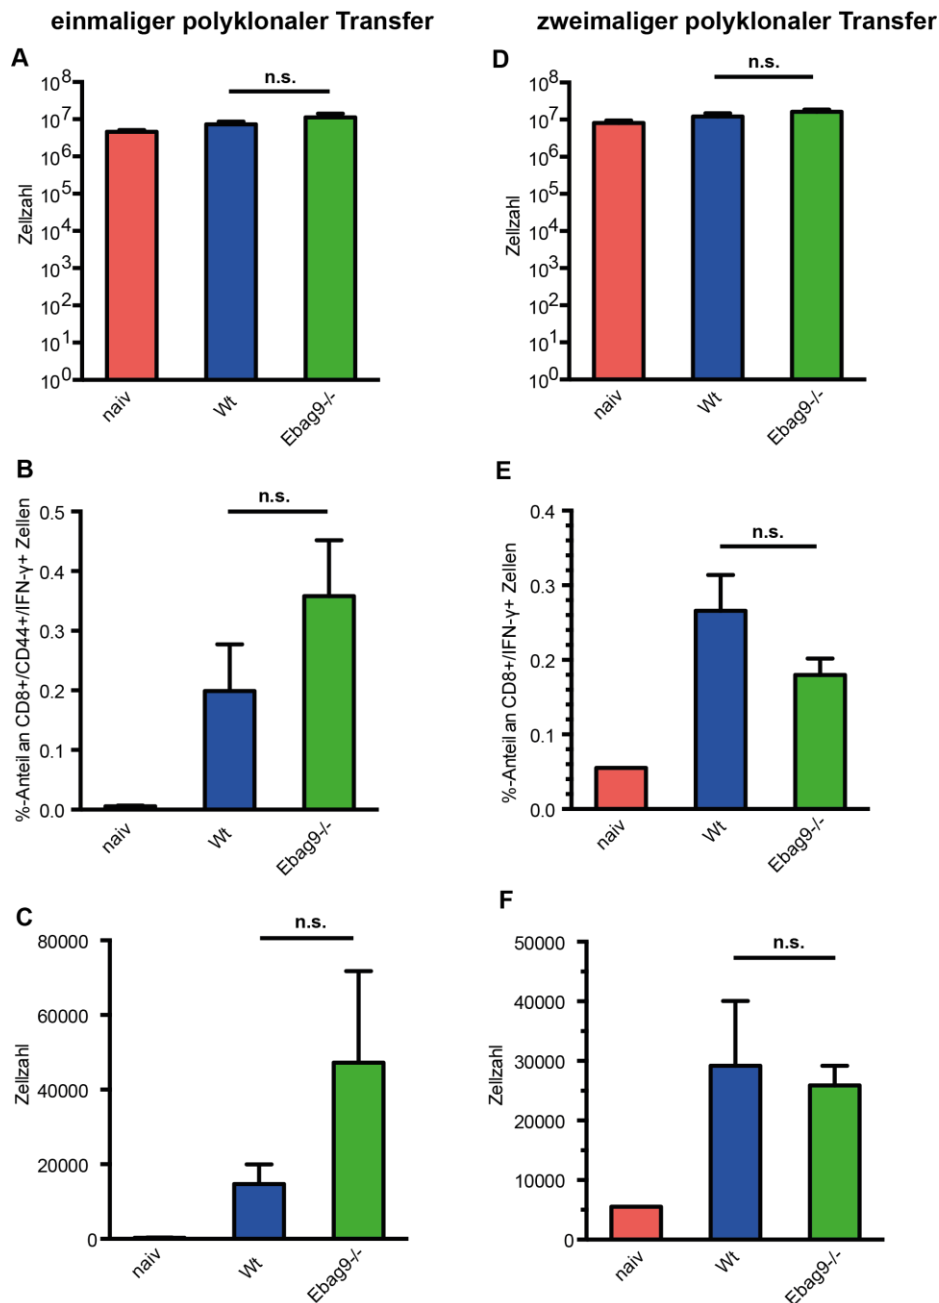 einmaliger polyklonaler Transfer
zweimaliger polyklonaler Transfer
A
n.s.
10^8
10^7
10^6
10^5
10^4
10^3
10^2
10^1
10^0
Zellzahl
naiv
Wt
Ebag9-/-
D
n.s.
10^8
10^7
10^6
10^5
10^4
10^3
10^2
10^1
10^0
Zellzahl
naiv
Wt
Ebag9-/-
B
n.s.
0.5
0.4
0.3
0.2
0.1
0.0
%-Anteil an CD8+/CD44+/IFN-γ+ Zellen
naiv
Wt
Ebag9-/-
E
n.s.
0.4
0.3
0.2
0.1
0.0
%-Anteil an CD8+/IFN-γ+ Zellen
naiv
Wt
Ebag9-/-
C
n.s.
80000
60000
40000
20000
0
Zellzahl
naiv
Wt
Ebag9-/-
F
n.s.
50000
40000
30000
20000
10000
0
Zellzahl
naiv
Wt
Ebag9-/-